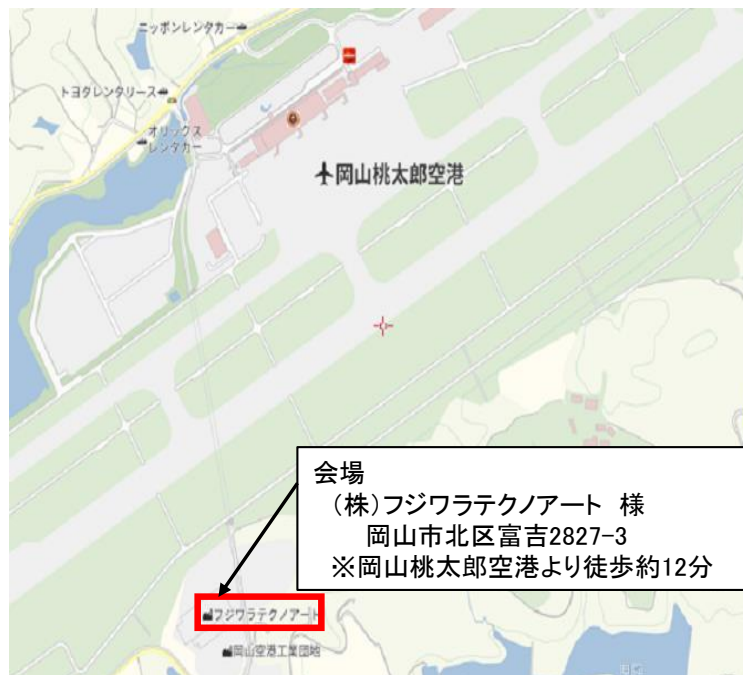 ニッポンレンタカー
トヨタレンタリース
オリックス
レンタカー
岡山桃太郎空港
会場
(株)フジワラテクノアート 様
岡山市北区富吉2827-3
※岡山桃太郎空港より徒歩約12分
フジワラテクノアート
岡山空港工業団地